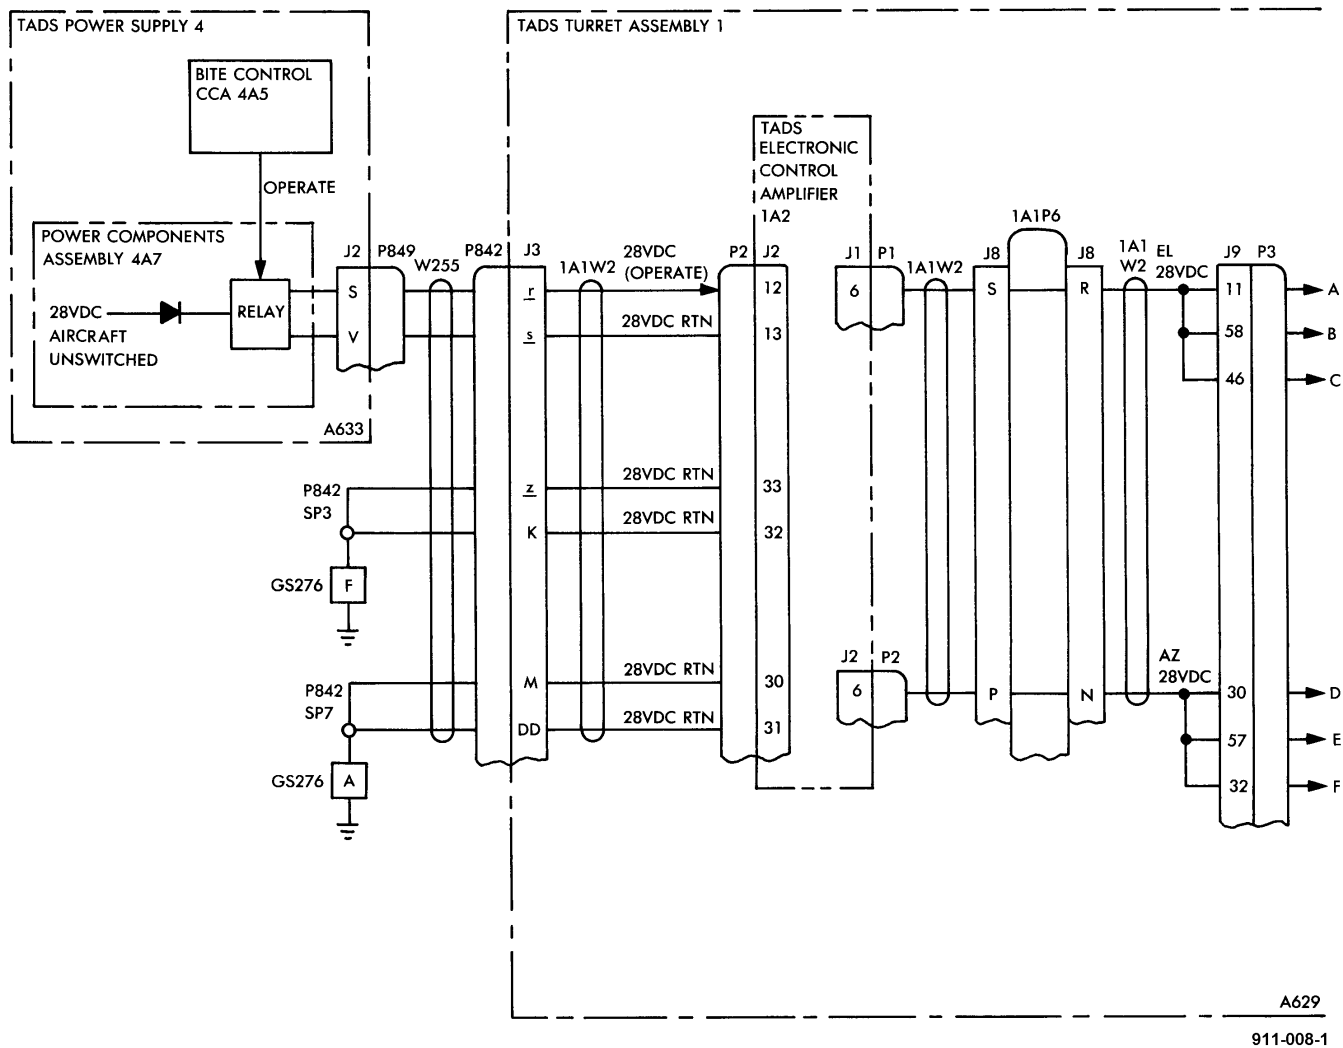 TADS POWER SUPPLY 4
BITE CONTROL
CCA 4A5
OPERATE
POWER COMPONENTS
ASSEMBLY 4A7
28VDC
AIRCRAFT
UNSWITCHED
RELAY
A633
J2
P849
S
V
W255
P842
SP3
GS276
F
P842
SP7
GS276
A
TADS TURRET ASSEMBLY 1
P842
J3
r
s
z
K
M
DD
1A1W2
28VDC
(OPERATE)
28VDC RTN
28VDC RTN
28VDC RTN
28VDC RTN
28VDC RTN
P2
J2
12
13
33
32
30
31
TADS
ELECTRONIC
CONTROL
AMPLIFIER
1A2
J1
P1
6
J2
P2
6
1A1W2
1A1P6
J8
S
P
J8
R
N
1A1
W2
EL
28VDC
AZ
28VDC
J9
P3
11
58
46
30
57
32
A
B
C
D
E
F
A629
911-008-1